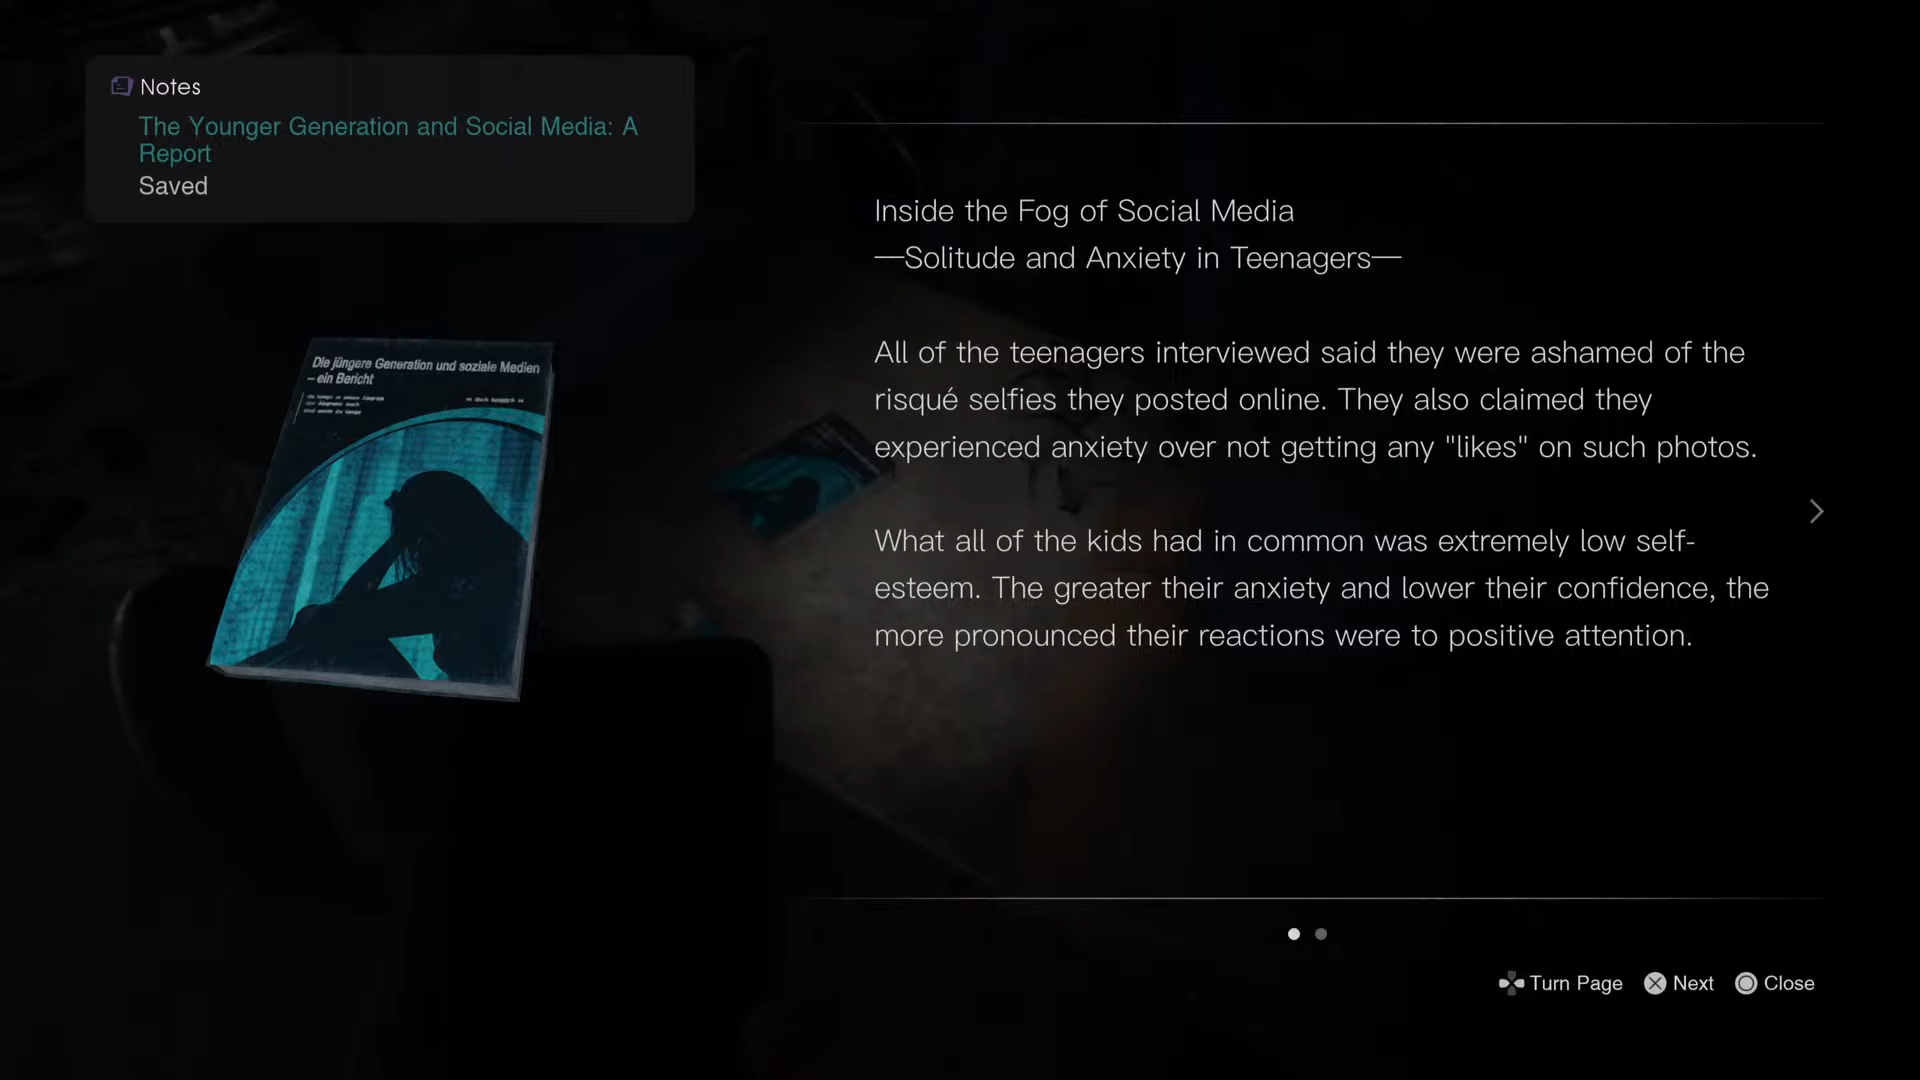 Notes
The Younger Generation and Social Media: A
Report
Saved
Die jüngere Generation und soziale Medien
– ein Bericht
Inside the Fog of Social Media
—Solitude and Anxiety in Teenagers—
All of the teenagers interviewed said they were ashamed of the
risqué selfies they posted online. They also claimed they
experienced anxiety over not getting any "likes" on such photos.
What all of the kids had in common was extremely low self-
esteem. The greater their anxiety and lower their confidence, the
more pronounced their reactions were to positive attention.
Turn Page Next Close